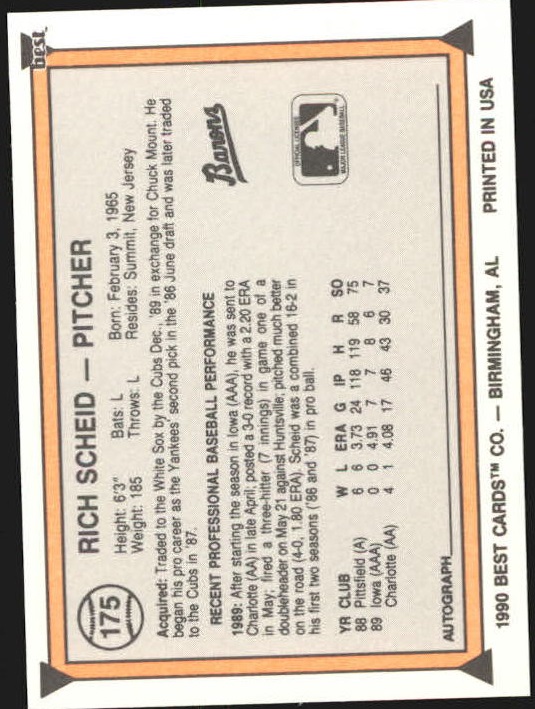 best
175
RICH SCHEID — PITCHER
Height: 6'3" Bats: L Born: February 3, 1965
Weight: 185 Throws: L Resides: Summit, New Jersey
Acquired: Traded to the White Sox by the Cubs Dec., '89 in exchange for Chuck Mount. He
began his pro career as the Yankees' second pick in the '86 June draft and was later traded
to the Cubs in '87.
RECENT PROFESSIONAL BASEBALL PERFORMANCE
1989: After starting the season in Iowa (AAA), he was sent to
Charlotte (AA) in late April; posted a 3-0 record with a 2.20 ERA
in May; fired a three-hitter (7 innings) in game one of a
doubleheader on May 21 against Huntsville; pitched much better
on the road (4-0, 1.80 ERA). Scheid was a combined 16-2 in
his first two seasons ('86 and '87) in pro ball.
Barons
OFFICIAL LICENSEE
MAJOR LEAGUE BASEBALL
YR CLUB W L ERA G IP H R SO
88 Pittsfield (A) 6 6 3.73 24 118 119 58 75
89 Iowa (AAA) 0 0 4.91 7 7 8 6 7
Charlotte (AA) 4 1 4.08 17 46 43 30 37
AUTOGRAPH
1990 BEST CARDS™ CO. — BIRMINGHAM, AL PRINTED IN USA